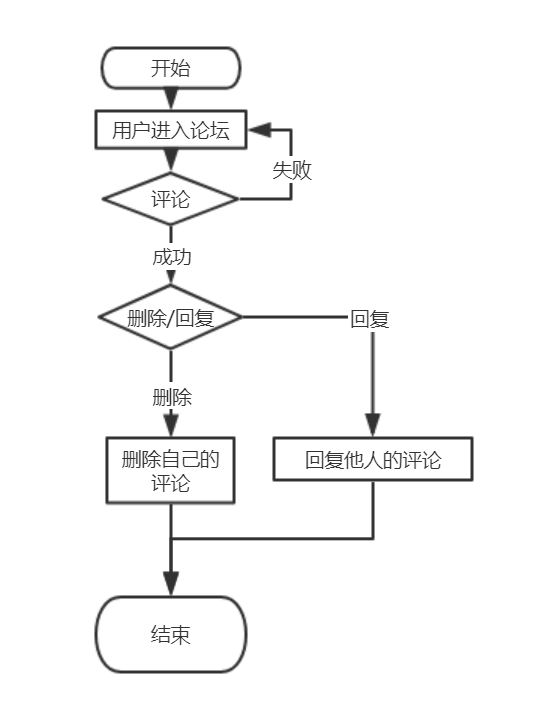 开始
用户进入论坛
失败
评论
成功
删除/回复
回复
删除
删除自己的
评论
回复他人的评论
结束